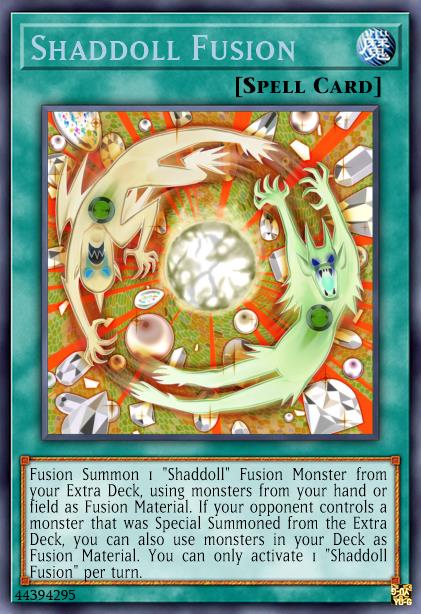 Shaddoll Fusion
魔
[Spell Card]
Fusion Summon 1 "Shaddoll" Fusion Monster from
your Extra Deck, using monsters from your hand or
field as Fusion Material. If your opponent controls a
monster that was Special Summoned from the Extra
Deck, you can also use monsters in your Deck as
Fusion Material. You can only activate 1 "Shaddoll
Fusion" per turn.
44394295